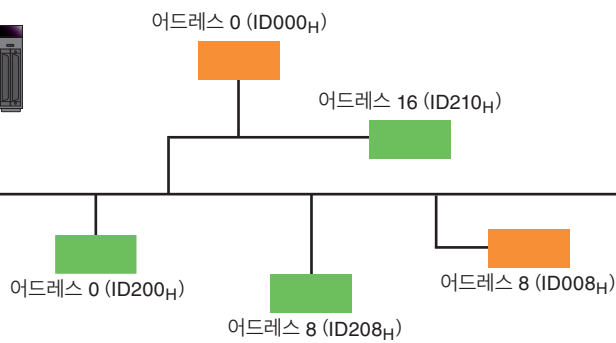 어드레스 0 (ID000H)
어드레스 16 (ID210H)
어드레스 0 (ID200H)
어드레스 8 (ID208H)
어드레스 8 (ID008H)